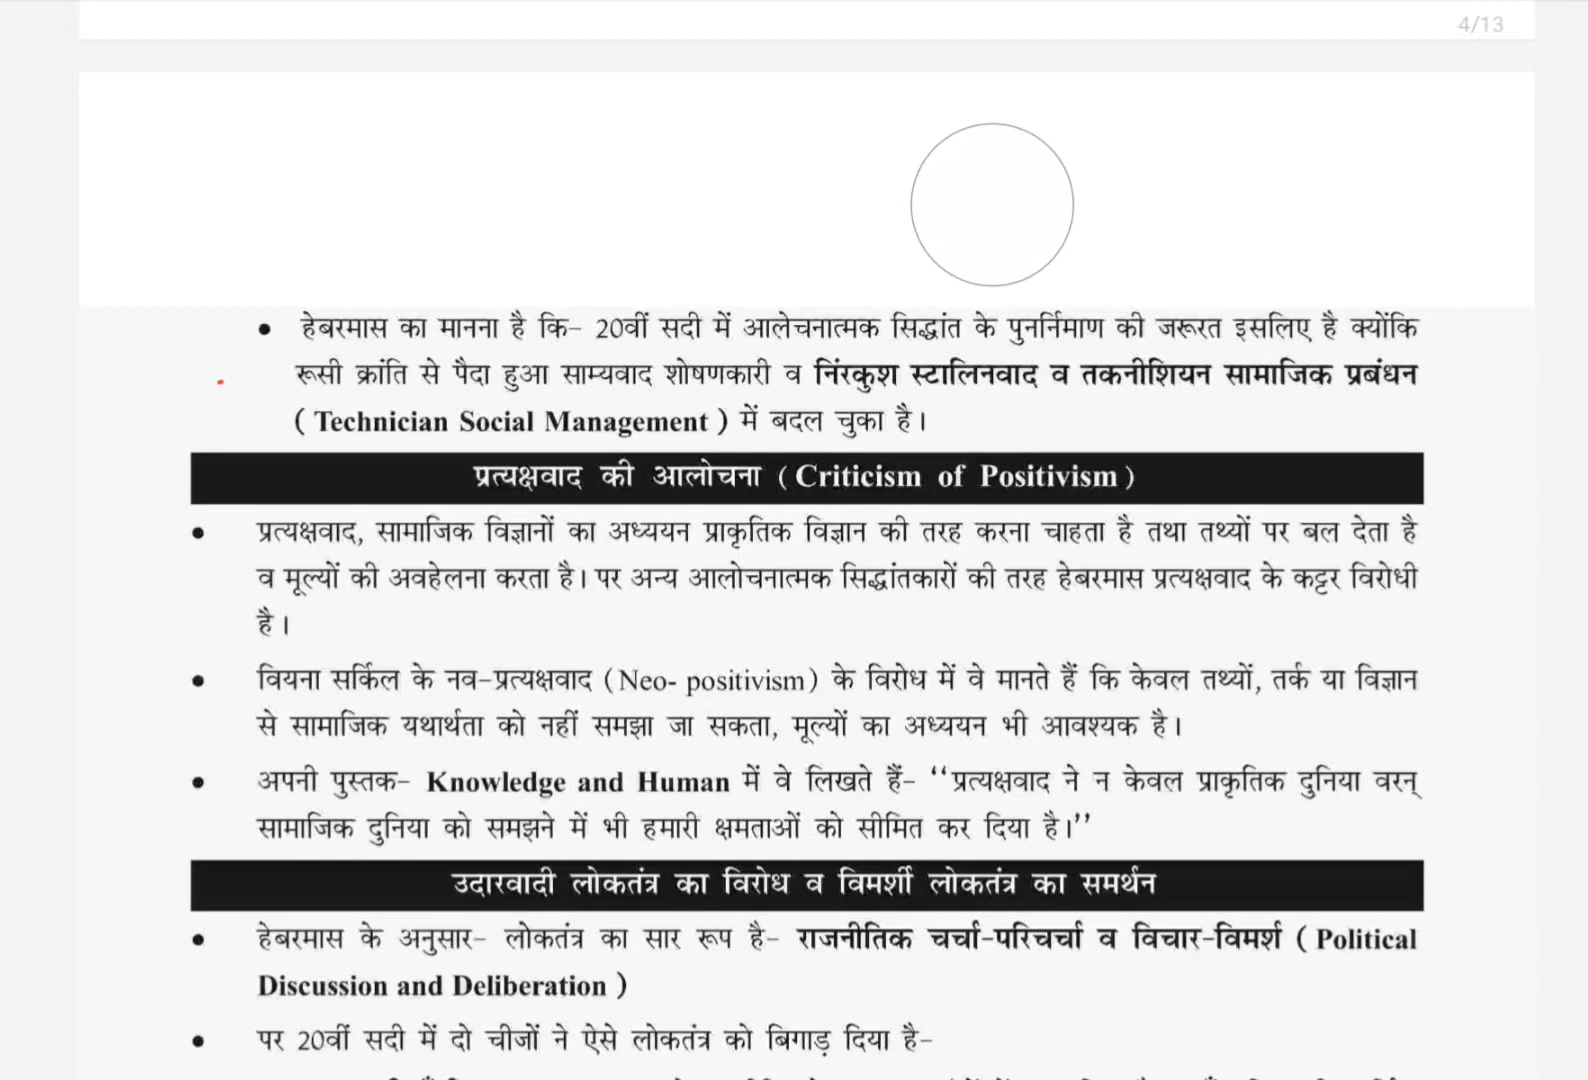 4/13
• हेबरमास का मानना है कि– 20वीं सदी में आलेचनात्मक सिद्धांत के पुनर्निमाण की जरूरत इसलिए है क्योंकि
रूसी क्रांति से पैदा हुआ साम्यवाद शोषणकारी व निंरकुश स्टालिनवाद व तकनीशियन सामाजिक प्रबंधन
( Technician Social Management ) में बदल चुका है।
प्रत्यक्षवाद की आलोचना ( Criticism of Positivism )
• प्रत्यक्षवाद, सामाजिक विज्ञानों का अध्ययन प्राकृतिक विज्ञान की तरह करना चाहता है तथा तथ्यों पर बल देता है
व मूल्यों की अवहेलना करता है। पर अन्य आलोचनात्मक सिद्धांतकारों की तरह हेबरमास प्रत्यक्षवाद के कट्टर विरोधी
है।
• वियना सर्किल के नव-प्रत्यक्षवाद (Neo- positivism) के विरोध में वे मानते हैं कि केवल तथ्यों, तर्क या विज्ञान
से सामाजिक यथार्थता को नहीं समझा जा सकता, मूल्यों का अध्ययन भी आवश्यक है।
• अपनी पुस्तक– Knowledge and Human में वे लिखते हैं– ‘‘प्रत्यक्षवाद ने न केवल प्राकृतिक दुनिया वरन्
सामाजिक दुनिया को समझने में भी हमारी क्षमताओं को सीमित कर दिया है।’’
उदारवादी लोकतंत्र का विरोध व विमर्शी लोकतंत्र का समर्थन
• हेबरमास के अनुसार– लोकतंत्र का सार रूप है– राजनीतिक चर्चा-परिचर्चा व विचार-विमर्श ( Political
Discussion and Deliberation )
• पर 20वीं सदी में दो चीजों ने ऐसे लोकतंत्र को बिगाड़ दिया है–